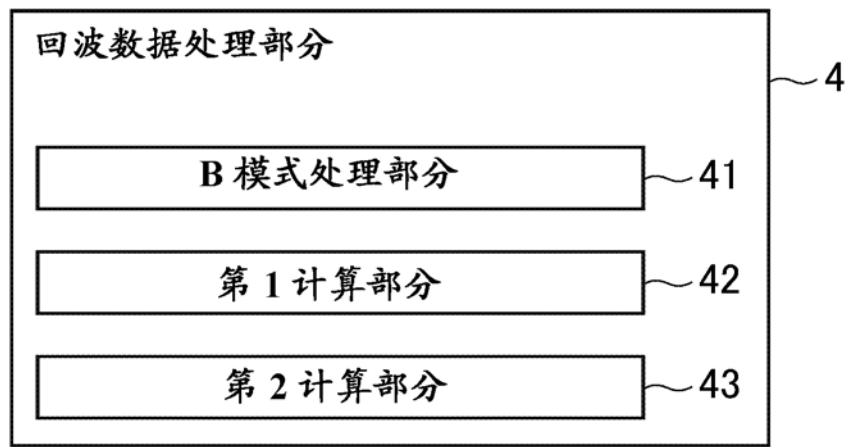 回波数据处理部分
4
B 模式处理部分
41
第 1 计算部分
42
第 2 计算部分
43